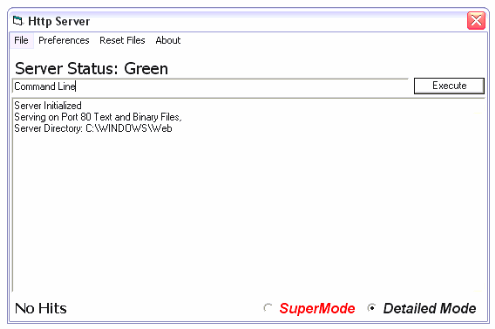 Http Server
File Preferences Reset Files About
Server Status: Green
Command Line
Execute
Server Initialized
Serving on Port 80 Text and Binary Files,
Server Directory: C:\WINDOWS\Web
No Hits
SuperMode
Detailed Mode